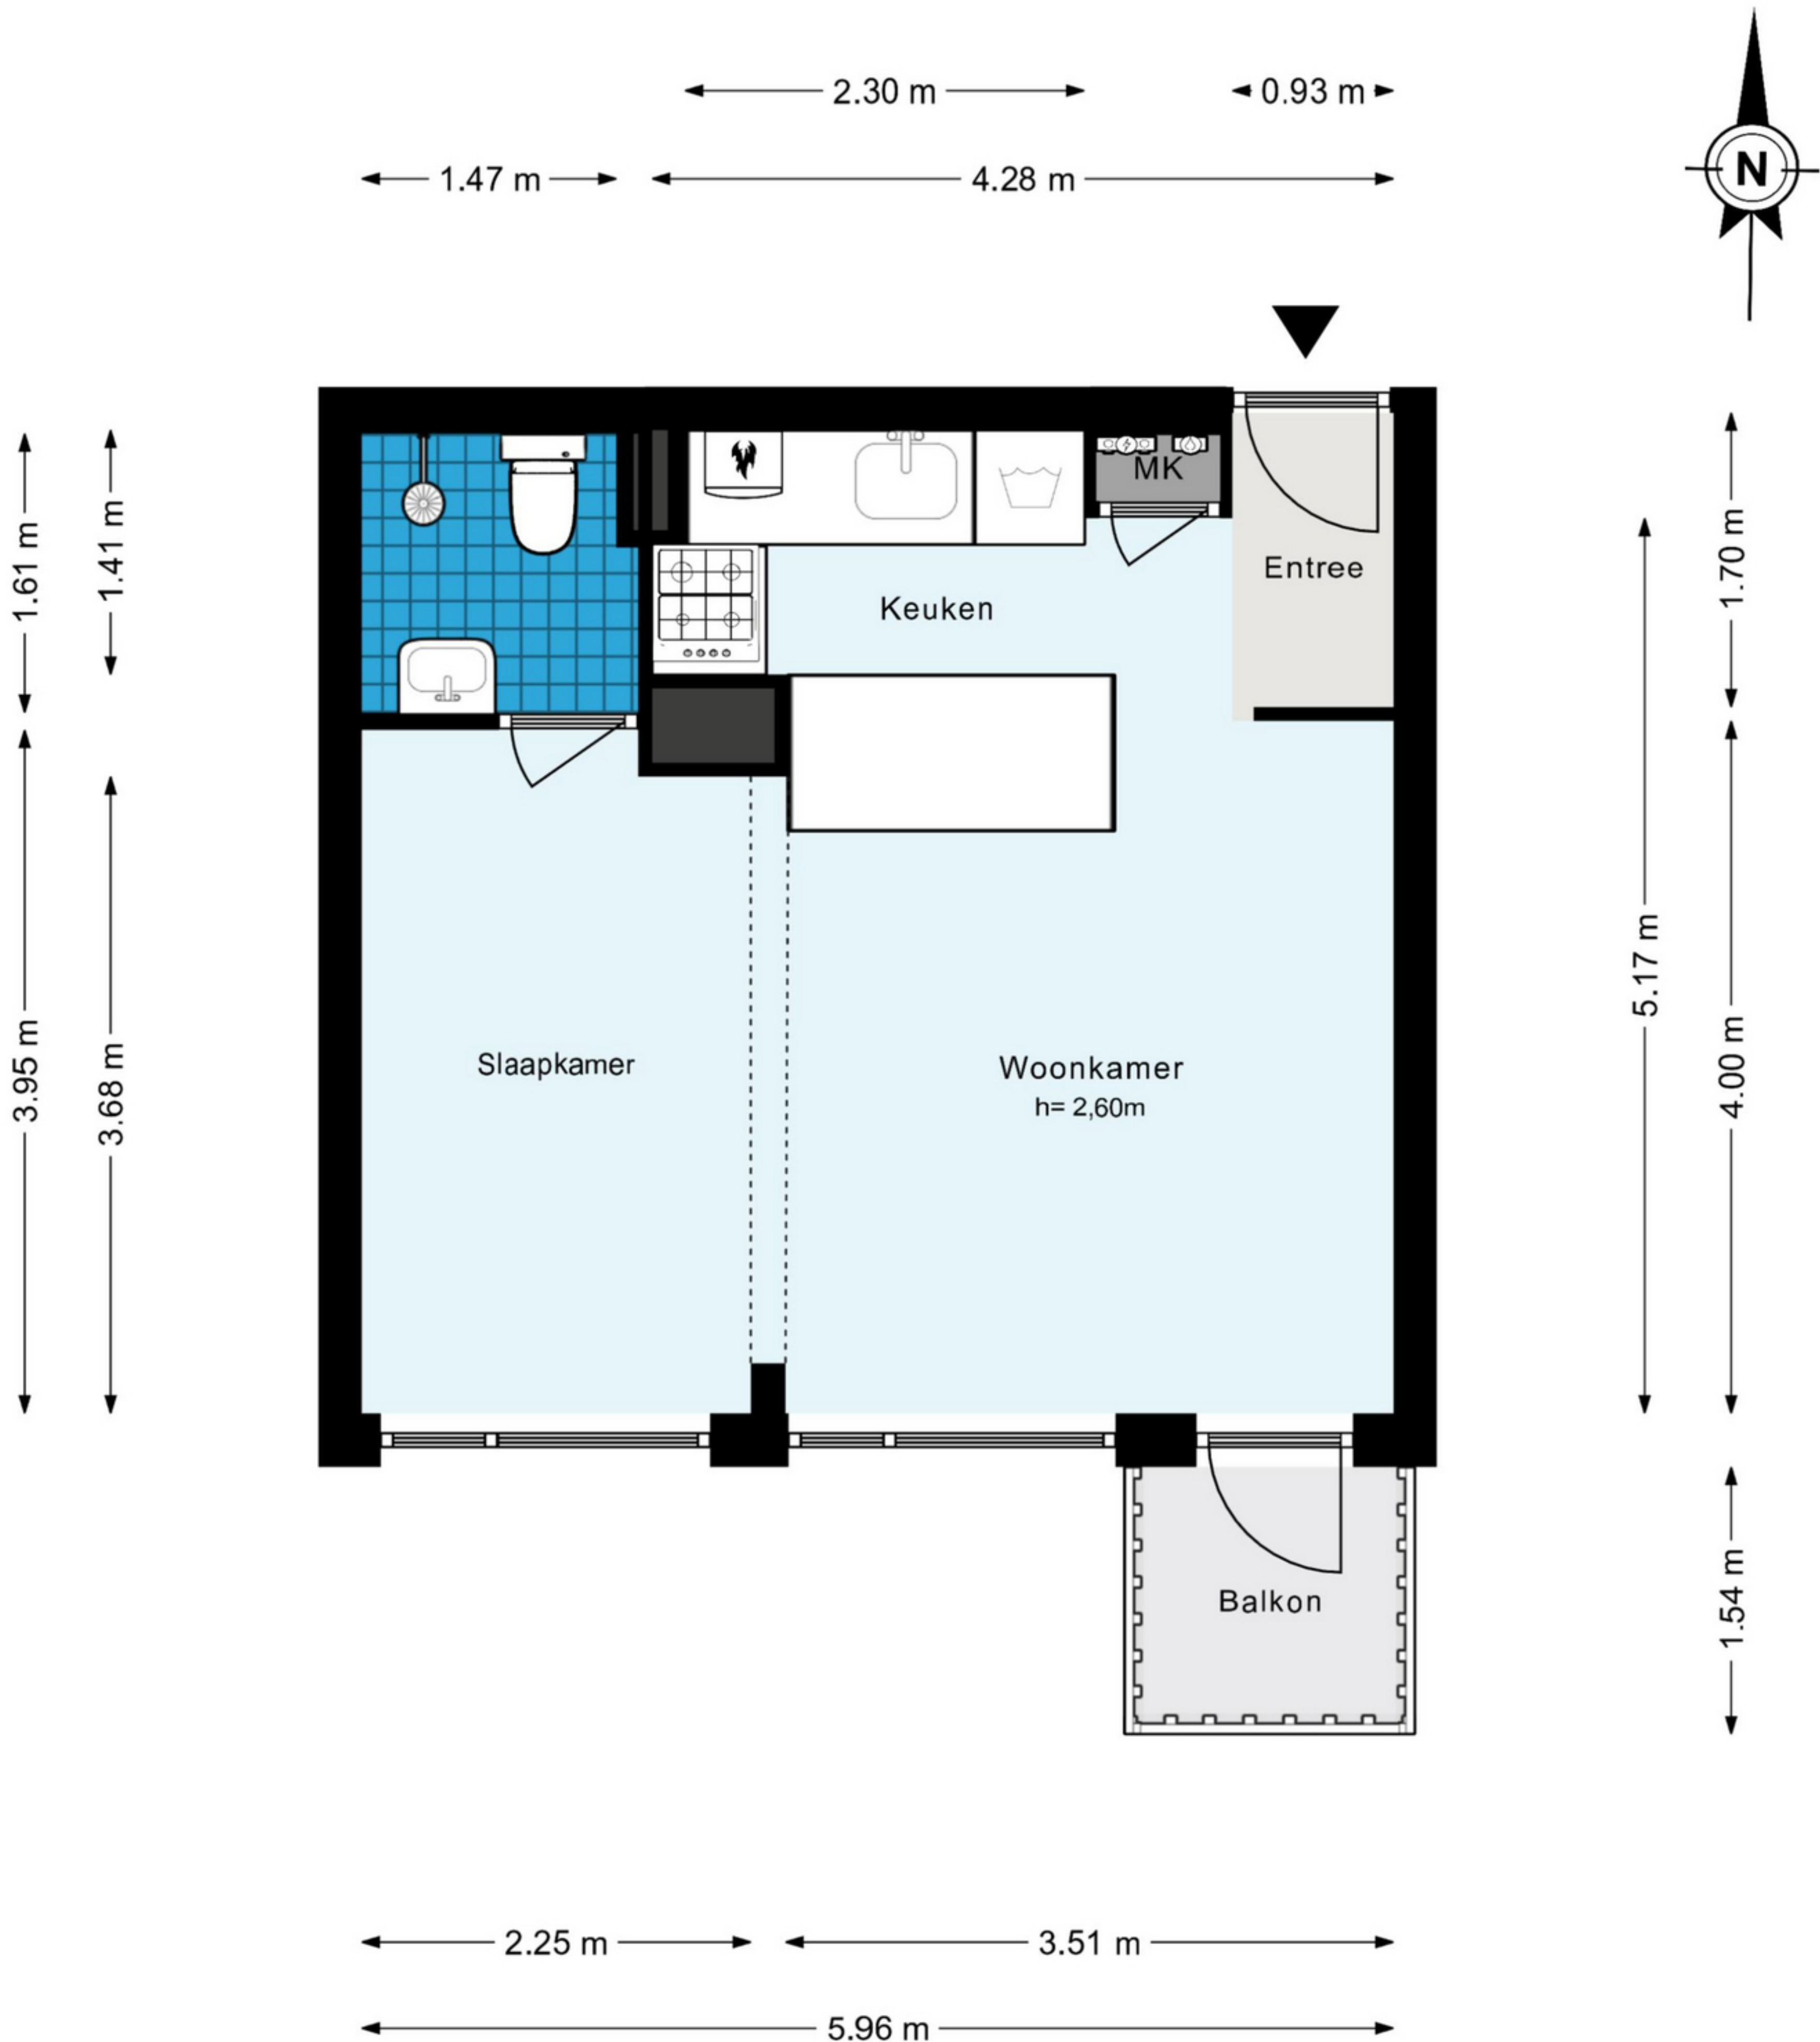 2.30 m
0.93 m
1.47 m
4.28 m
N
MK
Entree
Keuken
1.61 m
1.41 m
1.70 m
5.17 m
3.95 m
3.68 m
4.00 m
Slaapkamer
Woonkamer
h= 2,60m
Balkon
1.54 m
2.25 m
3.51 m
5.96 m